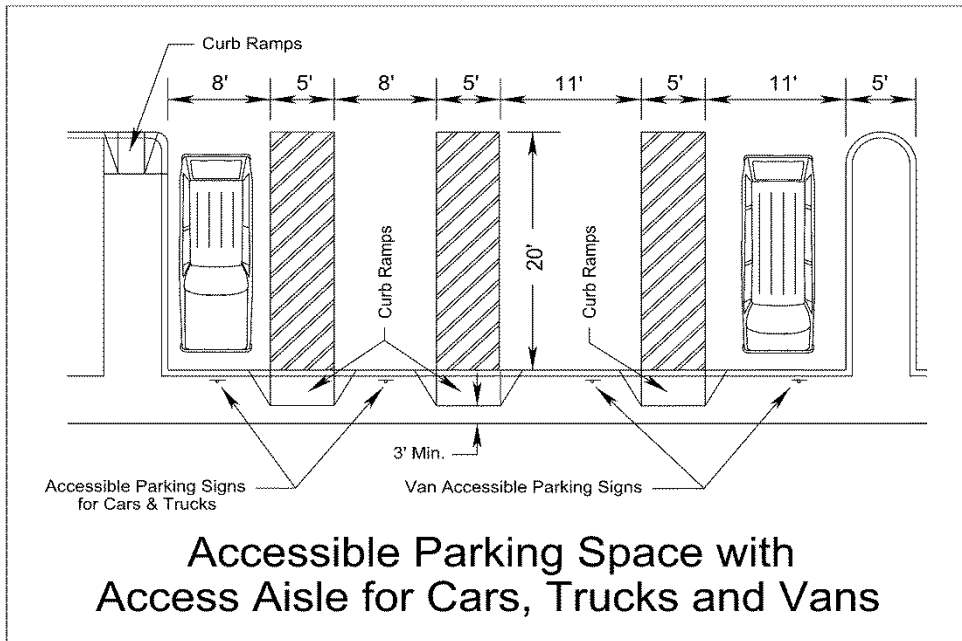 Curb Ramps
8'
5'
8'
5'
11'
5'
11'
5'
Curb Ramps
20'
Curb Ramps
3' Min.
Accessible Parking Signs
for Cars & Trucks
Van Accessible Parking Signs
Accessible Parking Space with
Access Aisle for Cars, Trucks and Vans